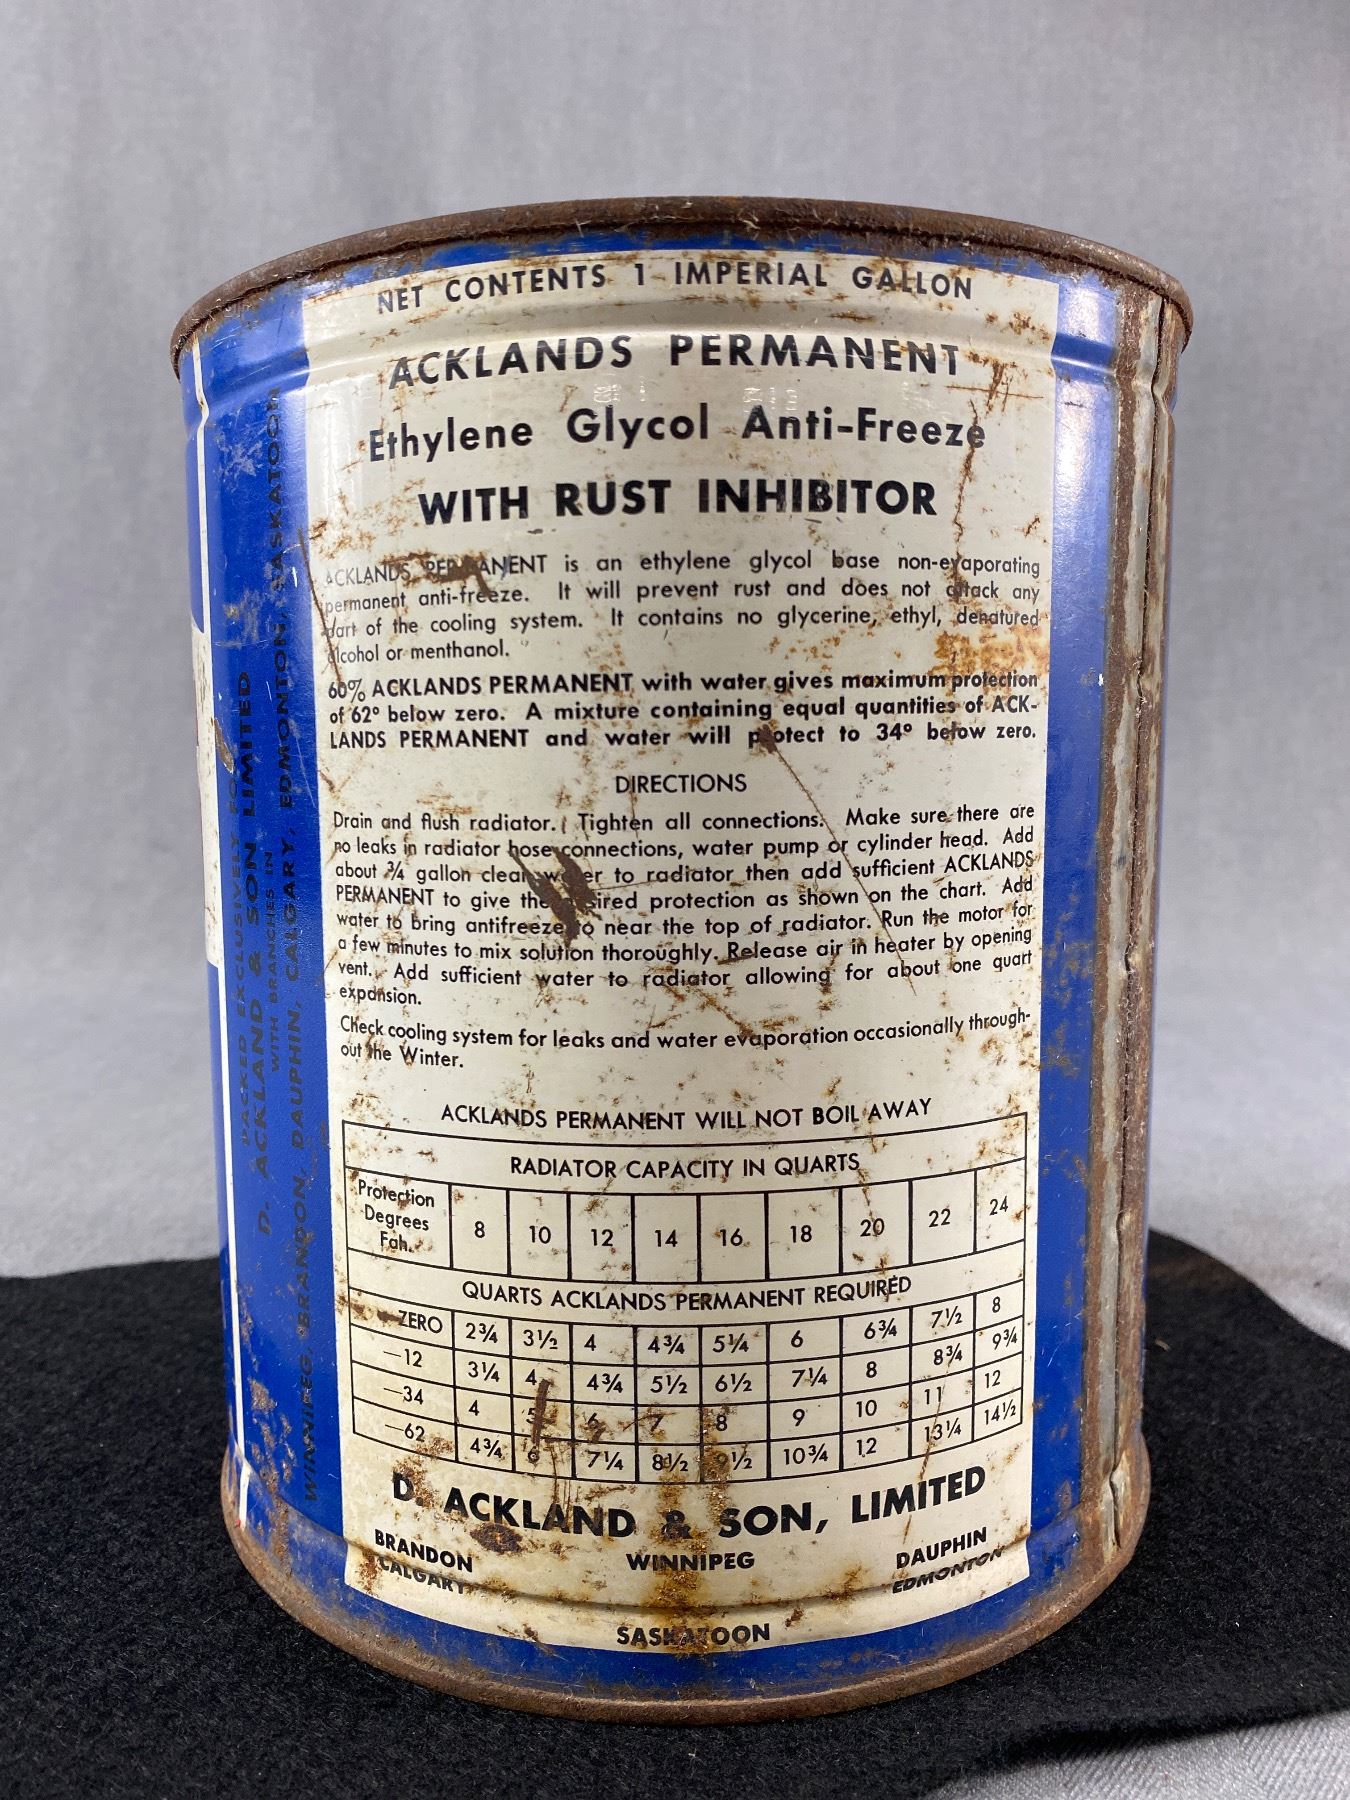 NET CONTENTS 1 IMPERIAL GALLON
ACKLANDS PERMANENT
Ethylene Glycol Anti-Freeze
WITH RUST INHIBITOR
ACKLANDS PERMANENT is an ethylene glycol base non-evaporating
permanent anti-freeze. It will prevent rust and does not attack any
part of the cooling system. It contains no glycerine, ethyl, denatured
alcohol or menthanol.
60% ACKLANDS PERMANENT with water gives maximum protection
of 62° below zero. A mixture containing equal quantities of ACK-
LANDS PERMANENT and water will protect to 34° below zero.
DIRECTIONS
Drain and flush radiator. Tighten all connections. Make sure there are
no leaks in radiator hose connections, water pump or cylinder head. Add
about ¾ gallon clear water to radiator then add sufficient ACKLANDS
PERMANENT to give the desired protection as shown on the chart. Add
water to bring antifreeze to near the top of radiator. Run the motor for
a few minutes to mix solution thoroughly. Release air in heater by opening
vent. Add sufficient water to radiator allowing for about one quart
expansion.
Check cooling system for leaks and water evaporation occasionally through-
out the Winter.
ACKLANDS PERMANENT WILL NOT BOIL AWAY
RADIATOR CAPACITY IN QUARTS
Protection
Degrees
Fah.
8 10 12 14 16 18 20 22 24
QUARTS ACKLANDS PERMANENT REQUIRED
ZERO 2¾ 3½ 4 4¾ 5¼ 6 6¾ 7½ 8
—12 3¼ 4 4¾ 5½ 6½ 7¼ 8 8¾ 9¾
—34 4 5 6 7 8 9 10 11 12
—62 4¾ 6 7¼ 8½ 9½ 10¾ 12 13¼ 14½
D. ACKLAND & SON, LIMITED
BRANDON WINNIPEG DAUPHIN
CALGARY EDMONTON
SASKATOON
PACKED EXCLUSIVELY FOR
D. ACKLAND & SON LIMITED
WITH BRANCHES IN
WINNIPEG, BRANDON, DAUPHIN, CALGARY, EDMONTON, SASKATOON